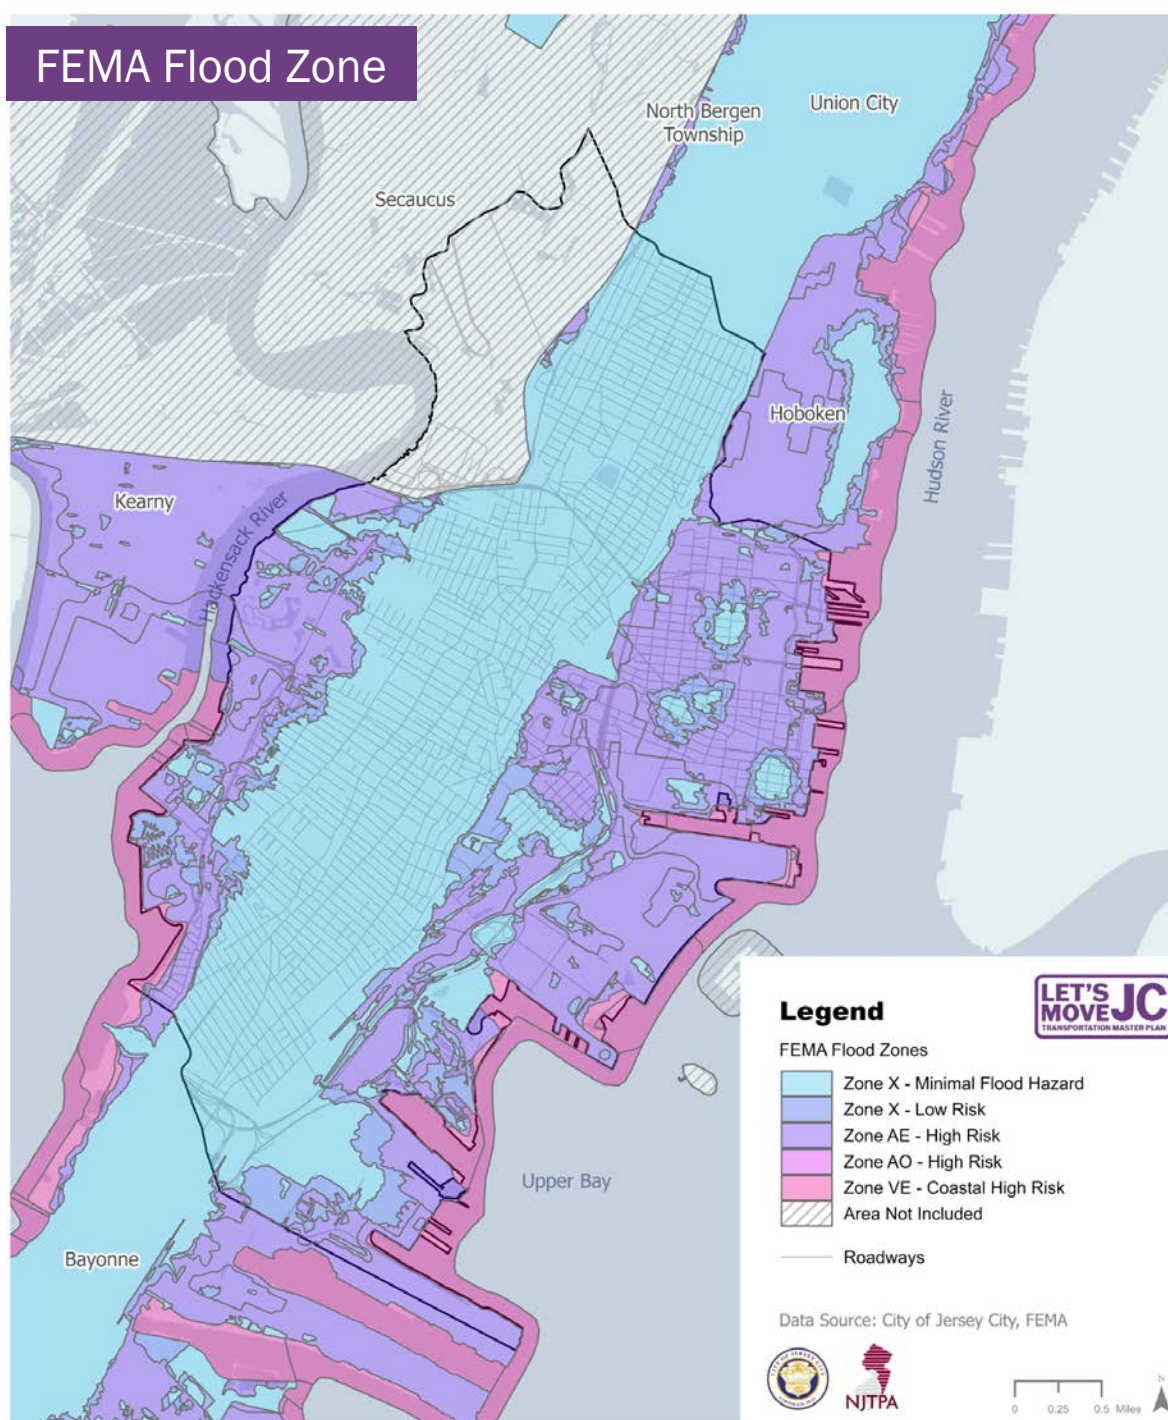 FEMA Flood Zone
Union City
North Bergen
Township
Secaucus
Hoboken
Hudson River
Kearny
Hackensack River
Upper Bay
Bayonne
Legend
LET'S
MOVE JC
TRANSPORTATION MASTER PLAN
FEMA Flood Zones
Zone X - Minimal Flood Hazard
Zone X - Low Risk
Zone AE - High Risk
Zone AO - High Risk
Zone VE - Coastal High Risk
Area Not Included
Roadways
Data Source: City of Jersey City, FEMA
NJTPA
N
0 0.25 0.5 Miles